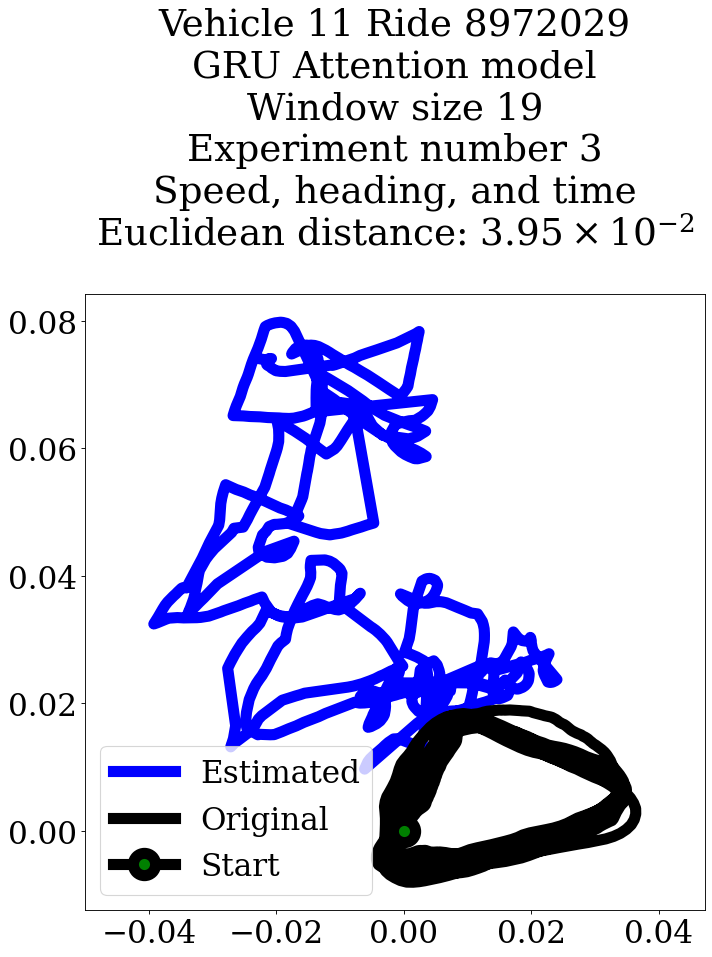 Vehicle 11 Ride 8972029
GRU Attention model
Window size 19
Experiment number 3
Speed, heading, and time
Euclidean distance: 3.95 × 10⁻²
0.08
0.06
0.04
0.02
0.00
Estimated
Original
Start
−0.04 −0.02 0.00 0.02 0.04